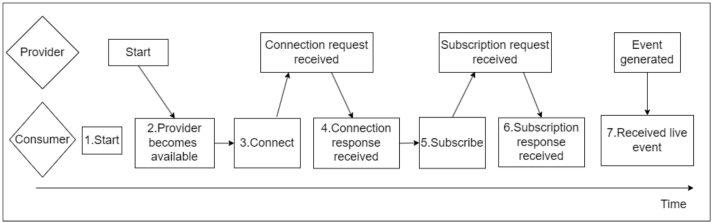 Provider
Start
Connection request
received
Subscription request
received
Event
generated
Consumer
1.Start
2.Provider
becomes
available
3.Connect
4.Connection
response
received
5.Subscribe
6.Subscription
response
received
7.Received live
event
Time